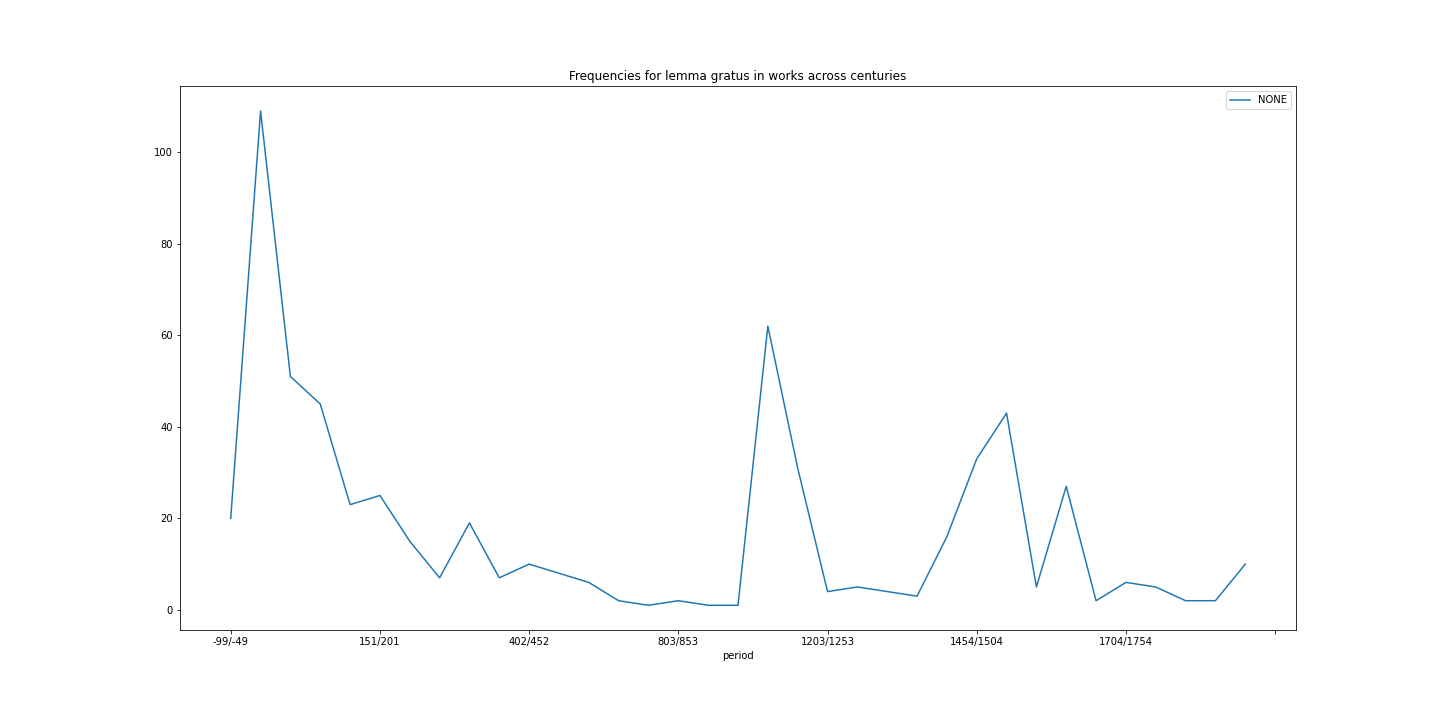 Frequencies for lemma gratus in works across centuries
NONE
100
80
60
40
20
0
-99/-49 151/201 402/452 803/853 1203/1253 1454/1504 1704/1754
period